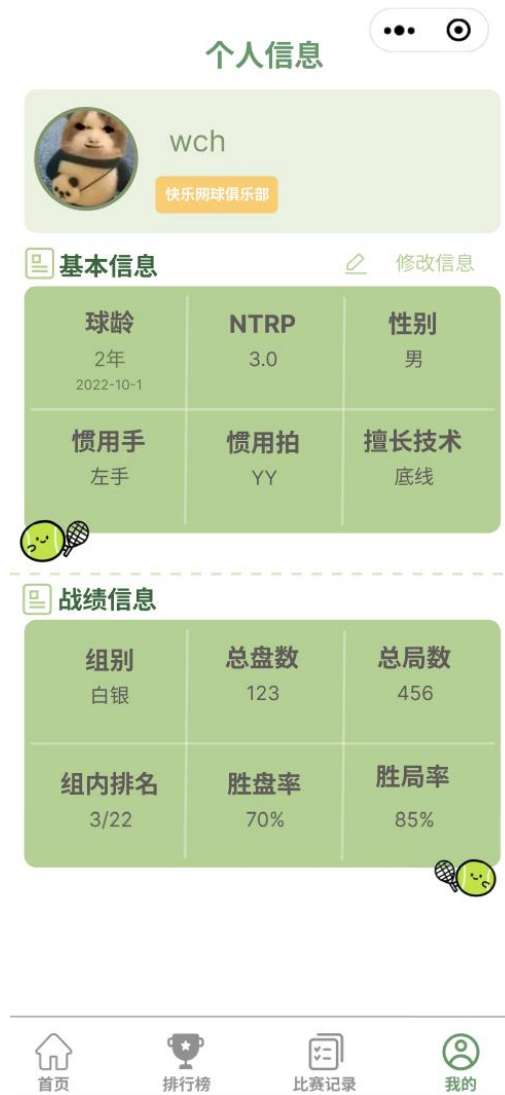 个人信息
wch
快乐网球俱乐部
基本信息
修改信息
球龄
NTRP
性别
2年
3.0
男
2022-10-1
惯用手
惯用拍
擅长技术
左手
YY
底线
战绩信息
组别
总盘数
总局数
白银
123
456
组内排名
胜盘率
胜局率
3/22
70%
85%
首页
排行榜
比赛记录
我的